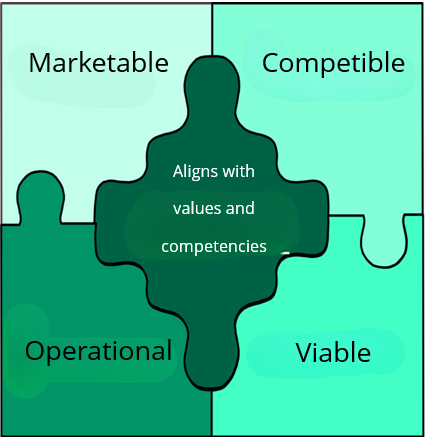 Marketable
Competible
Aligns with
values and
competencies
Operational
Viable